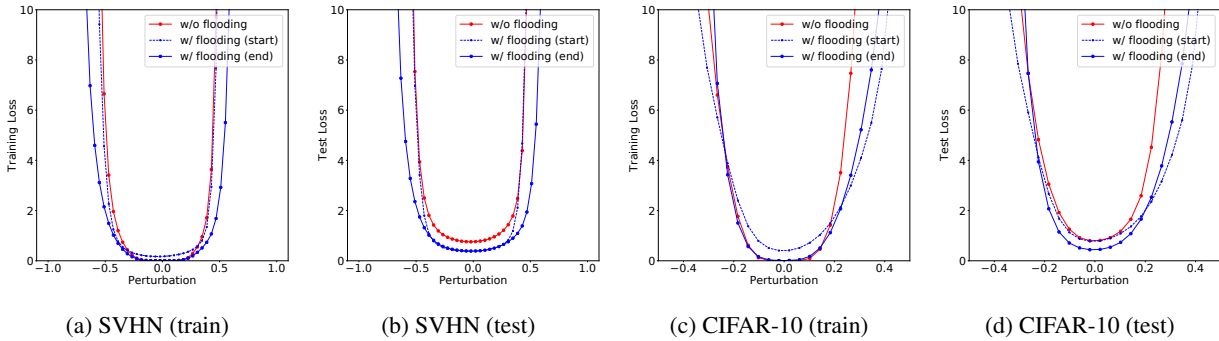 Training Loss
10
8
6
4
2
0
−1.0 −0.5 0.0 0.5 1.0
Perturbation
w/o flooding
w/ flooding (start)
w/ flooding (end)
(a) SVHN (train)
Test Loss
10
8
6
4
2
0
−1.0 −0.5 0.0 0.5 1.0
Perturbation
w/o flooding
w/ flooding (start)
w/ flooding (end)
(b) SVHN (test)
Training Loss
10
8
6
4
2
0
−0.4 −0.2 0.0 0.2 0.4
Perturbation
w/o flooding
w/ flooding (start)
w/ flooding (end)
(c) CIFAR-10 (train)
Test Loss
10
8
6
4
2
0
−0.4 −0.2 0.0 0.2 0.4
Perturbation
w/o flooding
w/ flooding (start)
w/ flooding (end)
(d) CIFAR-10 (test)